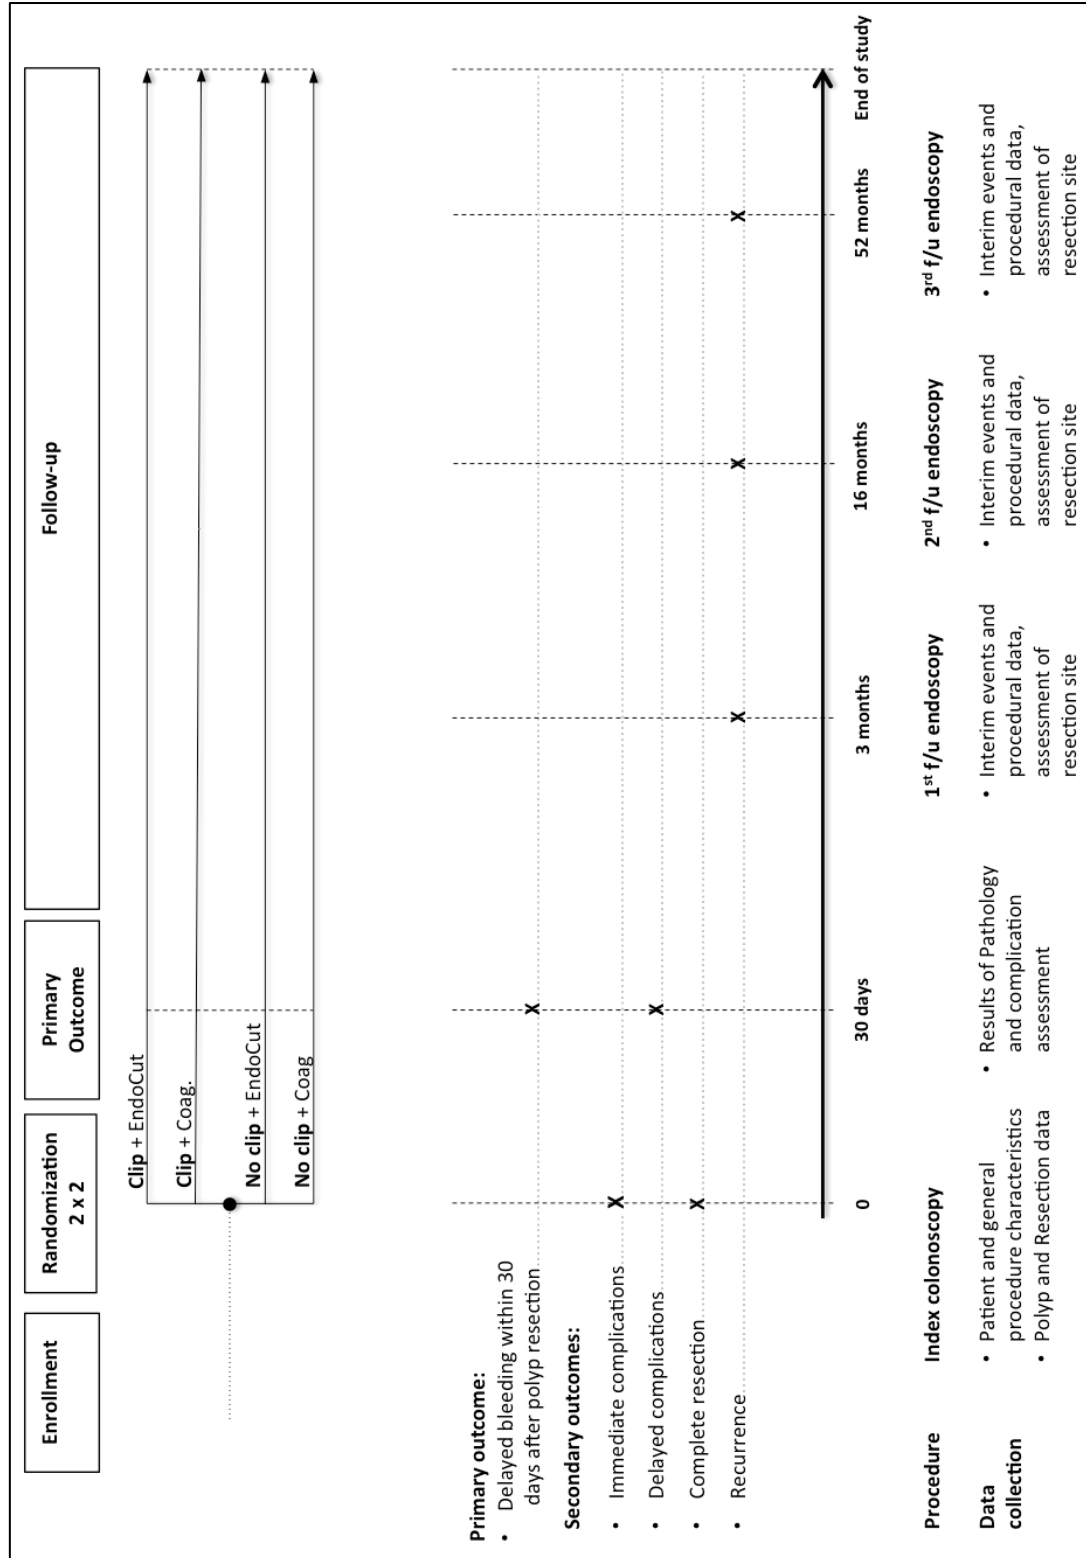 Enrollment
Randomization
2 x 2
Primary
Outcome
Follow-up
Clip + EndoCut
Clip + Coag.
No clip + EndoCut
No clip + Coag
Primary outcome:
• Delayed bleeding within 30
days after polyp resection
Secondary outcomes:
• Immediate complications
• Delayed complications
• Complete resection
• Recurrence
0
30 days
3 months
16 months
52 months
End of study
Procedure
Index colonoscopy
1st f/u endoscopy
2nd f/u endoscopy
3rd f/u endoscopy
Data
collection
• Patient and general
procedure characteristics
• Polyp and Resection data
• Results of Pathology
and complication
assessment
• Interim events and
procedural data,
assessment of
resection site
• Interim events and
procedural data,
assessment of
resection site
• Interim events and
procedural data,
assessment of
resection site